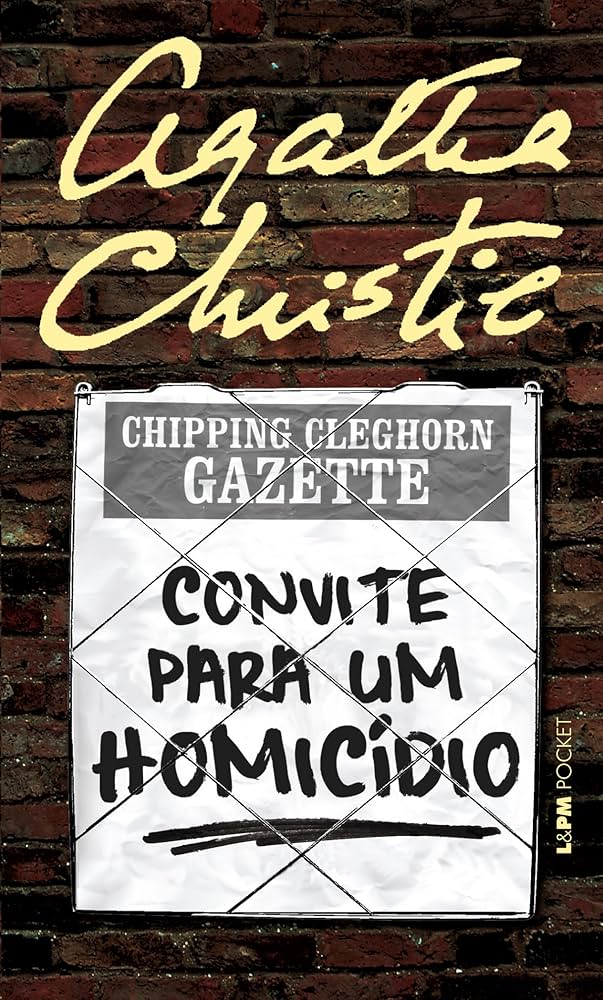 Agatha
Christie
CHIPPING CLEGHORN
GAZETTE
CONVITE
PARA UM
HOMICÍDIO
L&PM POCKET